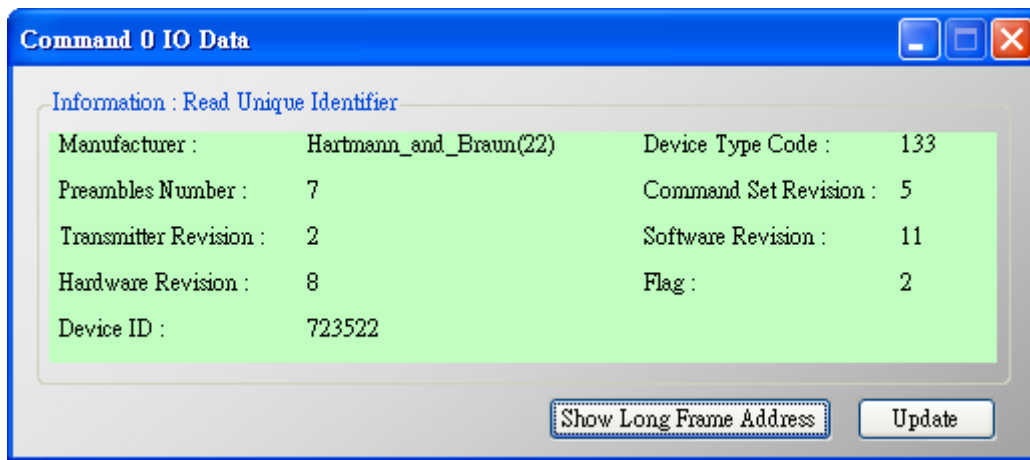 Command 0 IO Data
Information : Read Unique Identifier
Manufacturer : Hartmann_and_Braun(22) Device Type Code : 133
Preambles Number : 7 Command Set Revision : 5
Transmitter Revision : 2 Software Revision : 11
Hardware Revision : 8 Flag : 2
Device ID : 723522
Show Long Frame Address Update